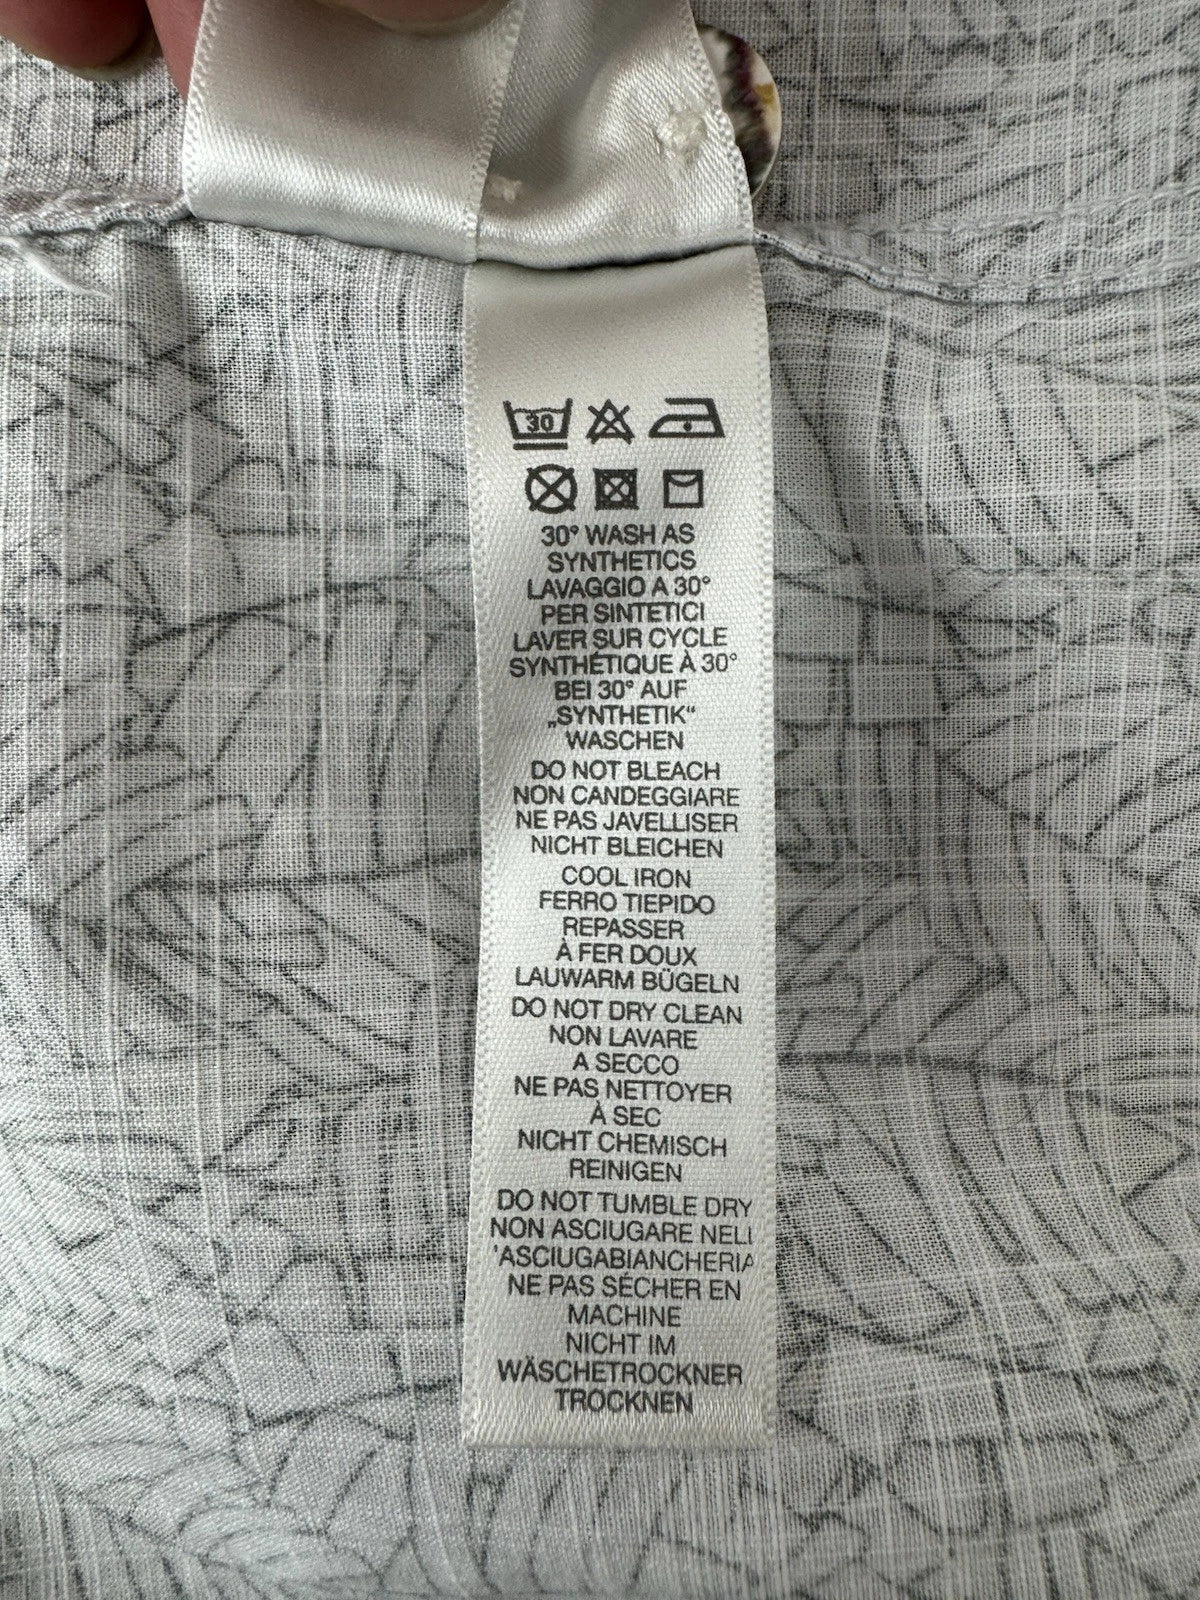 30
30° WASH AS
SYNTHETICS
LAVAGGIO A 30°
PER SINTETICI
LAVER SUR CYCLE
SYNTHÉTIQUE À 30°
BEI 30° AUF
„SYNTHETIK“
WASCHEN
DO NOT BLEACH
NON CANDEGGIARE
NE PAS JAVELLISER
NICHT BLEICHEN
COOL IRON
FERRO TIEPIDO
REPASSER
À FER DOUX
LAUWARM BÜGELN
DO NOT DRY CLEAN
NON LAVARE
A SECCO
NE PAS NETTOYER
À SEC
NICHT CHEMISCH
REINIGEN
DO NOT TUMBLE DRY
NON ASCIUGARE NELL
'ASCIUGABIANCHERIA
NE PAS SÉCHER EN
MACHINE
NICHT IM
WÄSCHETROCKNER
TROCKNEN